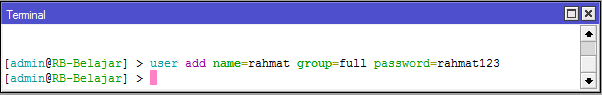 Terminal
[admin@RB-Belajar] > user add name=rahmat group=full password=rahmat123
[admin@RB-Belajar] >